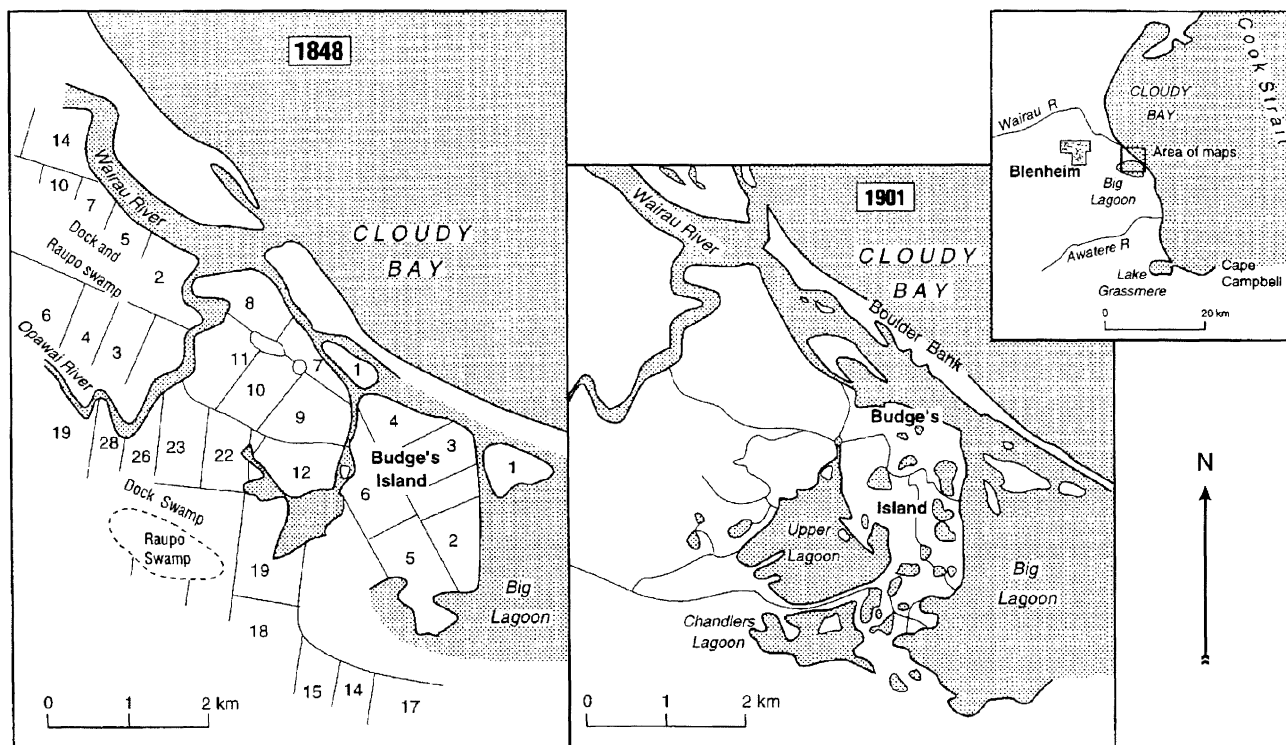 1848
14
Wairau River
10
7
Dock and
Raupo swamp
5
2
6
4
3
Opawai River
19
28
26
23
22
8
11
7
10
9
12
1
CLOUDY
BAY
4
3
Budge's
Island
6
1
5
2
Dock Swamp
Raupo
Swamp
19
18
15
14
17
Big
Lagoon
0 1 2 km
1901
Wairau River
CLOUDY
BAY
Boulder Bank
Budge's
Island
Upper
Lagoon
Big
Lagoon
Chandlers
Lagoon
0 1 2 km
Cook Strait
CLOUDY
BAY
Wairau R
Area of maps
Blenheim
Big
Lagoon
Awatere R
Lake
Grassmere
Cape
Campbell
0 20 km
N